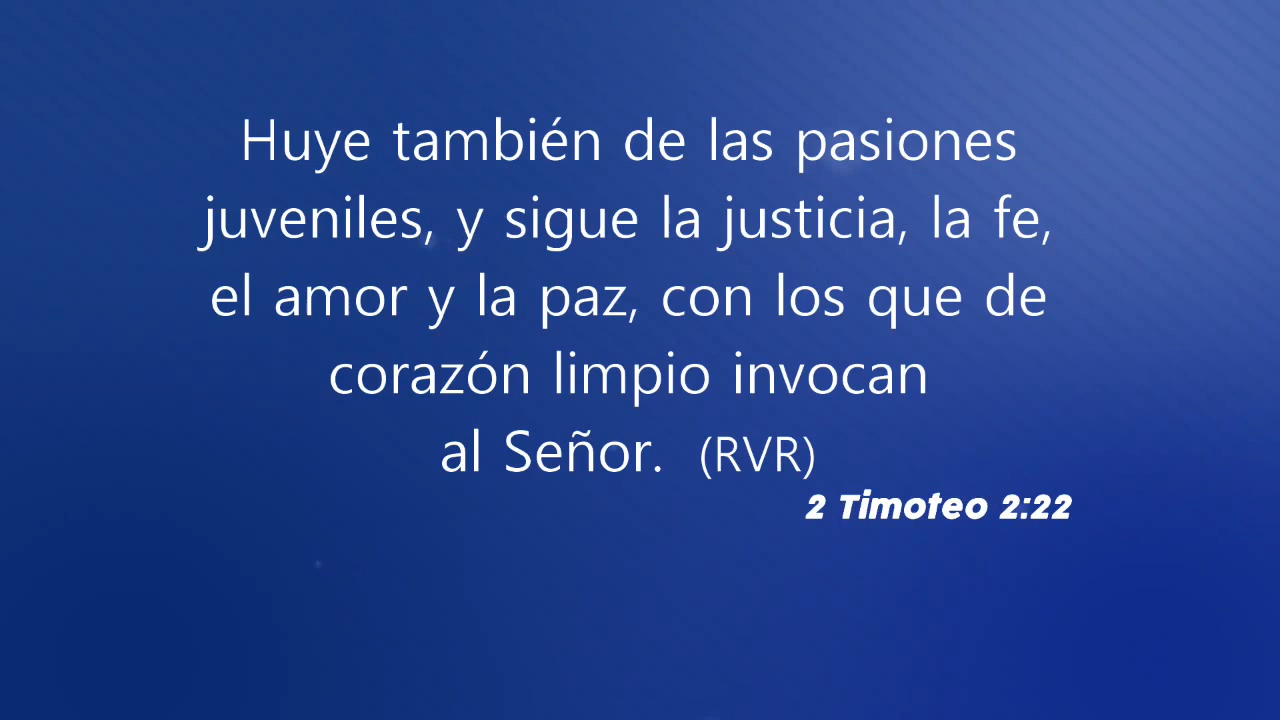 Huye también de las pasiones
juveniles, y sigue la justicia, la fe,
el amor y la paz, con los que de
corazón limpio invocan
al Señor. (RVR)
2 Timoteo 2:22